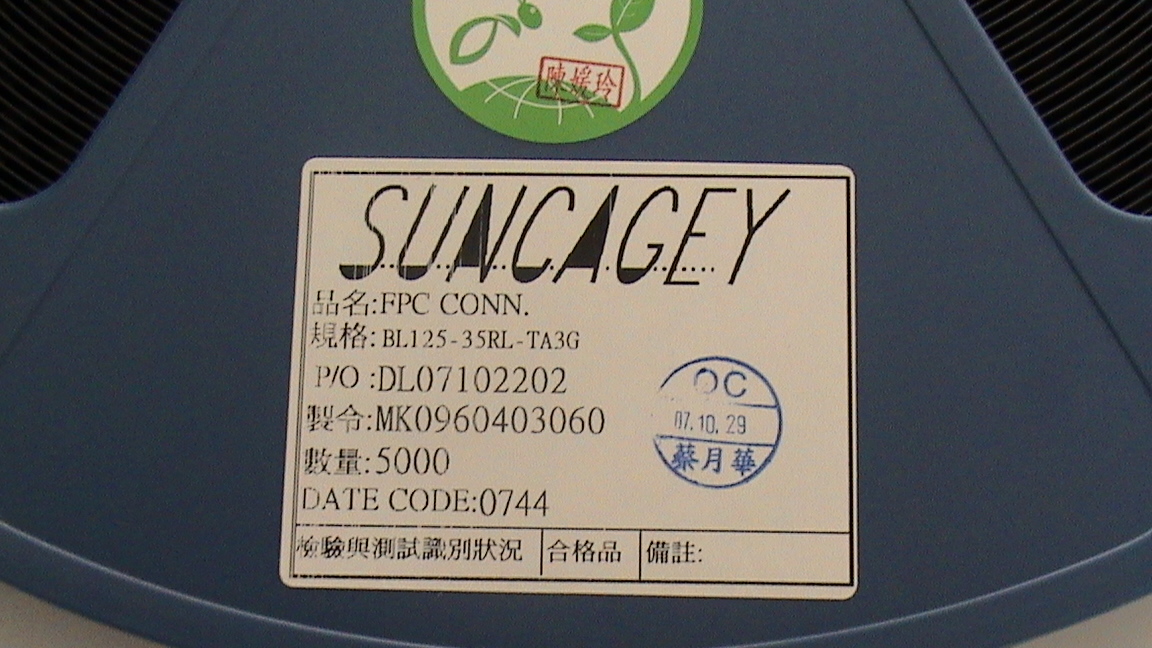 陳媛玲
SUNCAGEY
品名:FPC CONN.
規格:BL125-35RL-TA3G
P/O :DL07102202
製令:MK0960403060
數量:5000
DATE CODE:0744
QC
07.10.29
蔡月華
檢驗與測試識別狀況 合格品 備註: